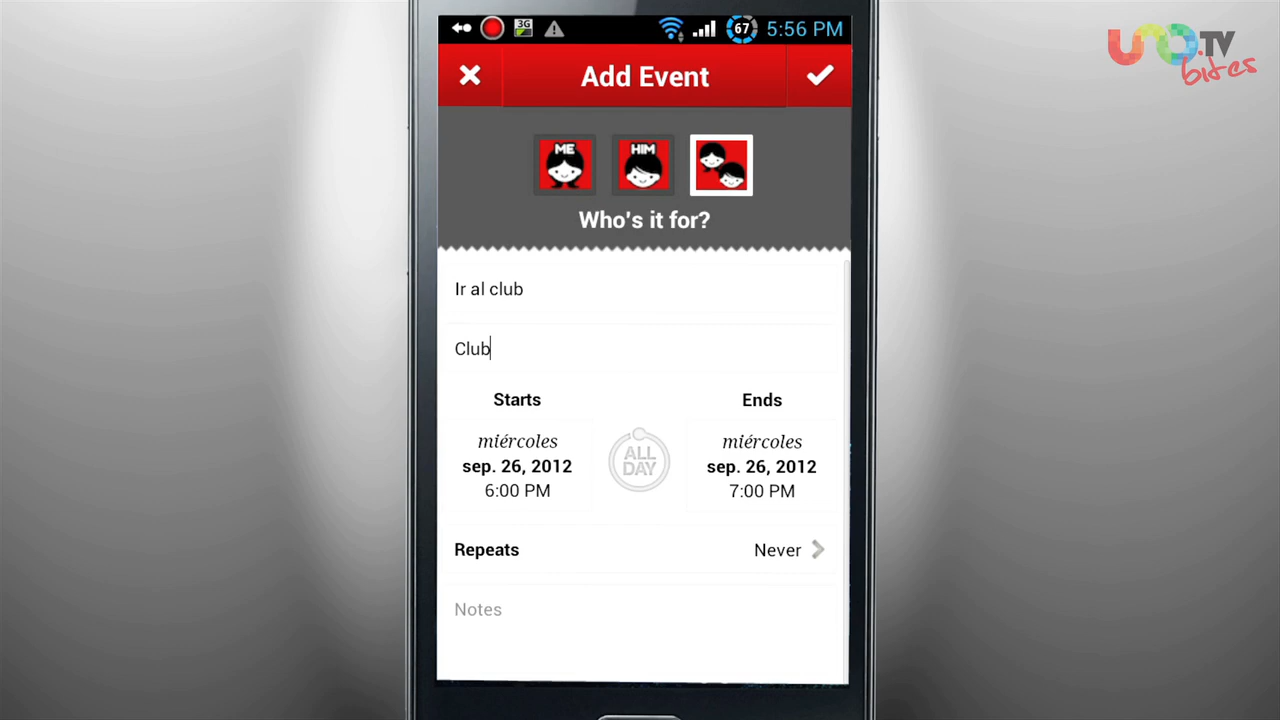 3G
67
5:56 PM
UNO.TV
bites
Add Event
ME
HIM
Who's it for?
Ir al club
Club
Starts
Ends
miércoles
sep. 26, 2012
6:00 PM
ALL
DAY
miércoles
sep. 26, 2012
7:00 PM
Repeats
Never
Notes